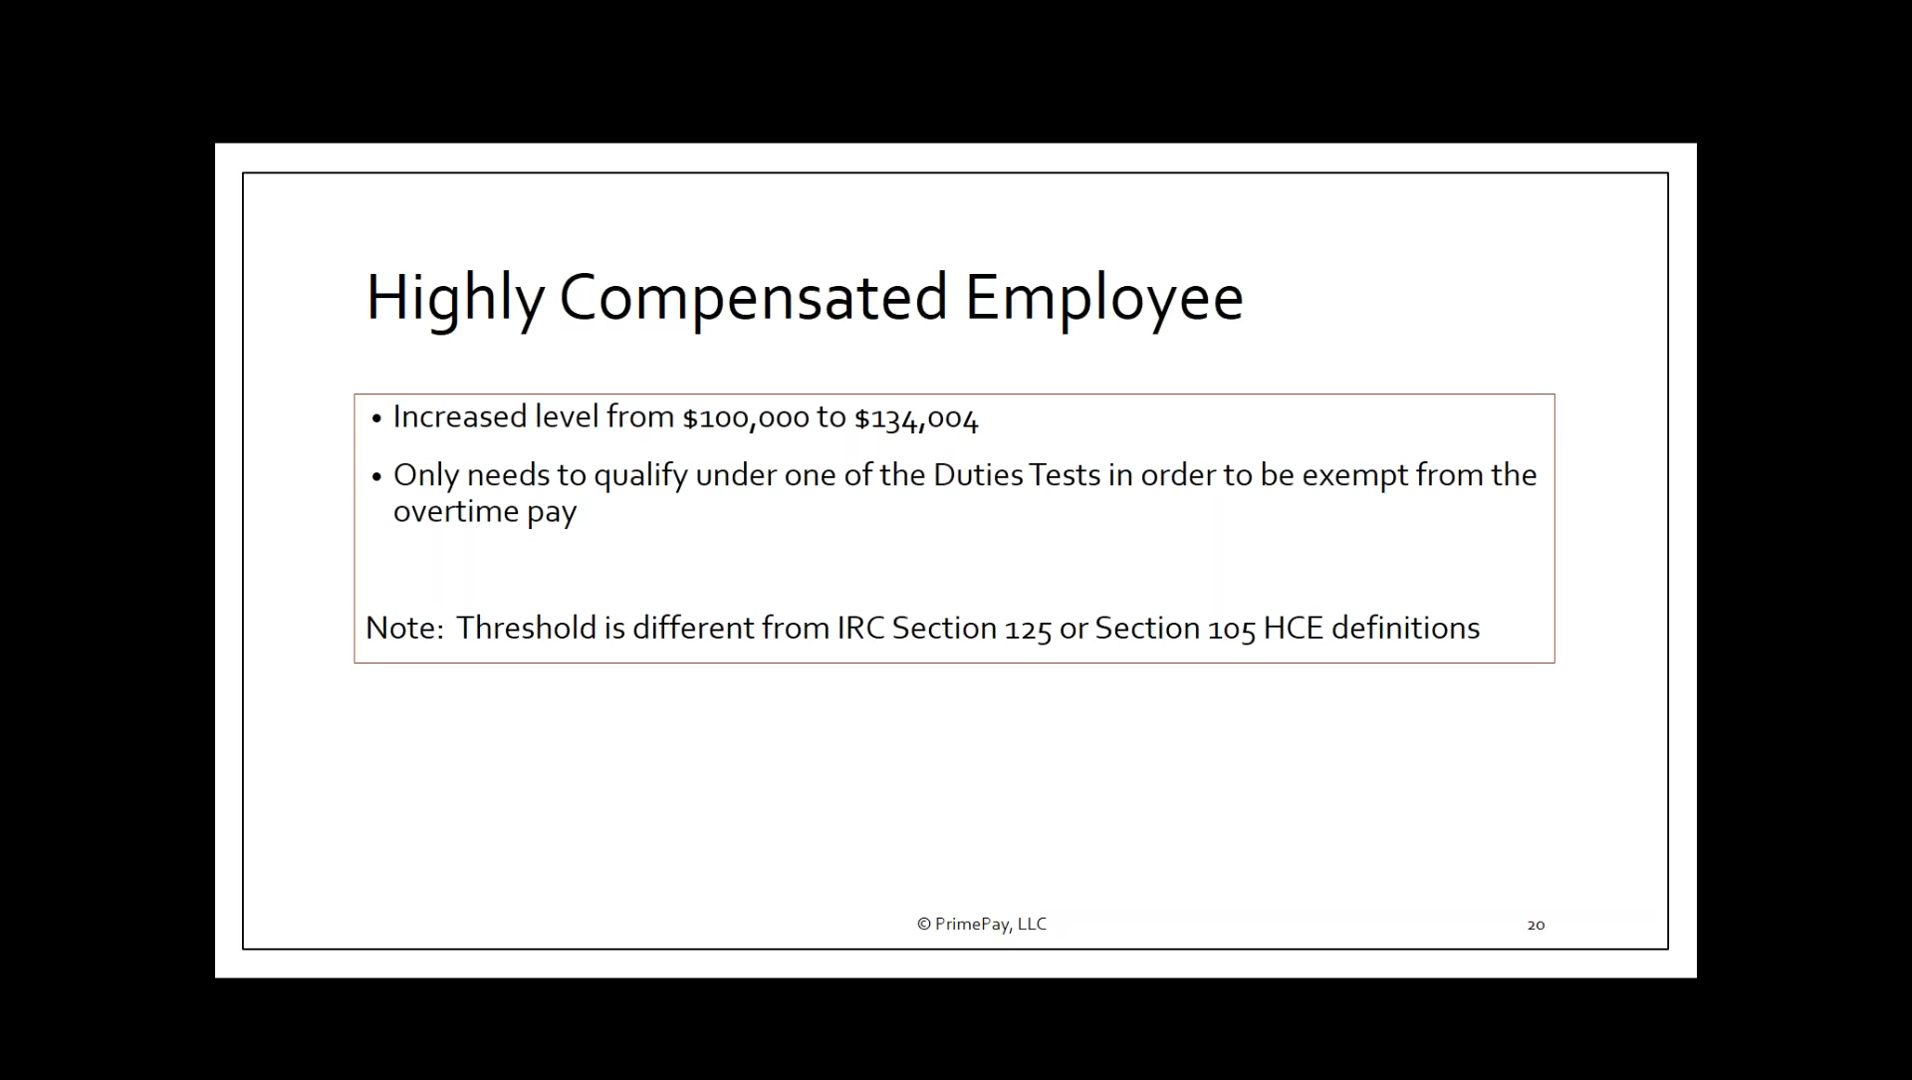 Highly Compensated Employee
• Increased level from $100,000 to $134,004
• Only needs to qualify under one of the Duties Tests in order to be exempt from the
overtime pay
Note: Threshold is different from IRC Section 125 or Section 105 HCE definitions
© PrimePay, LLC
20